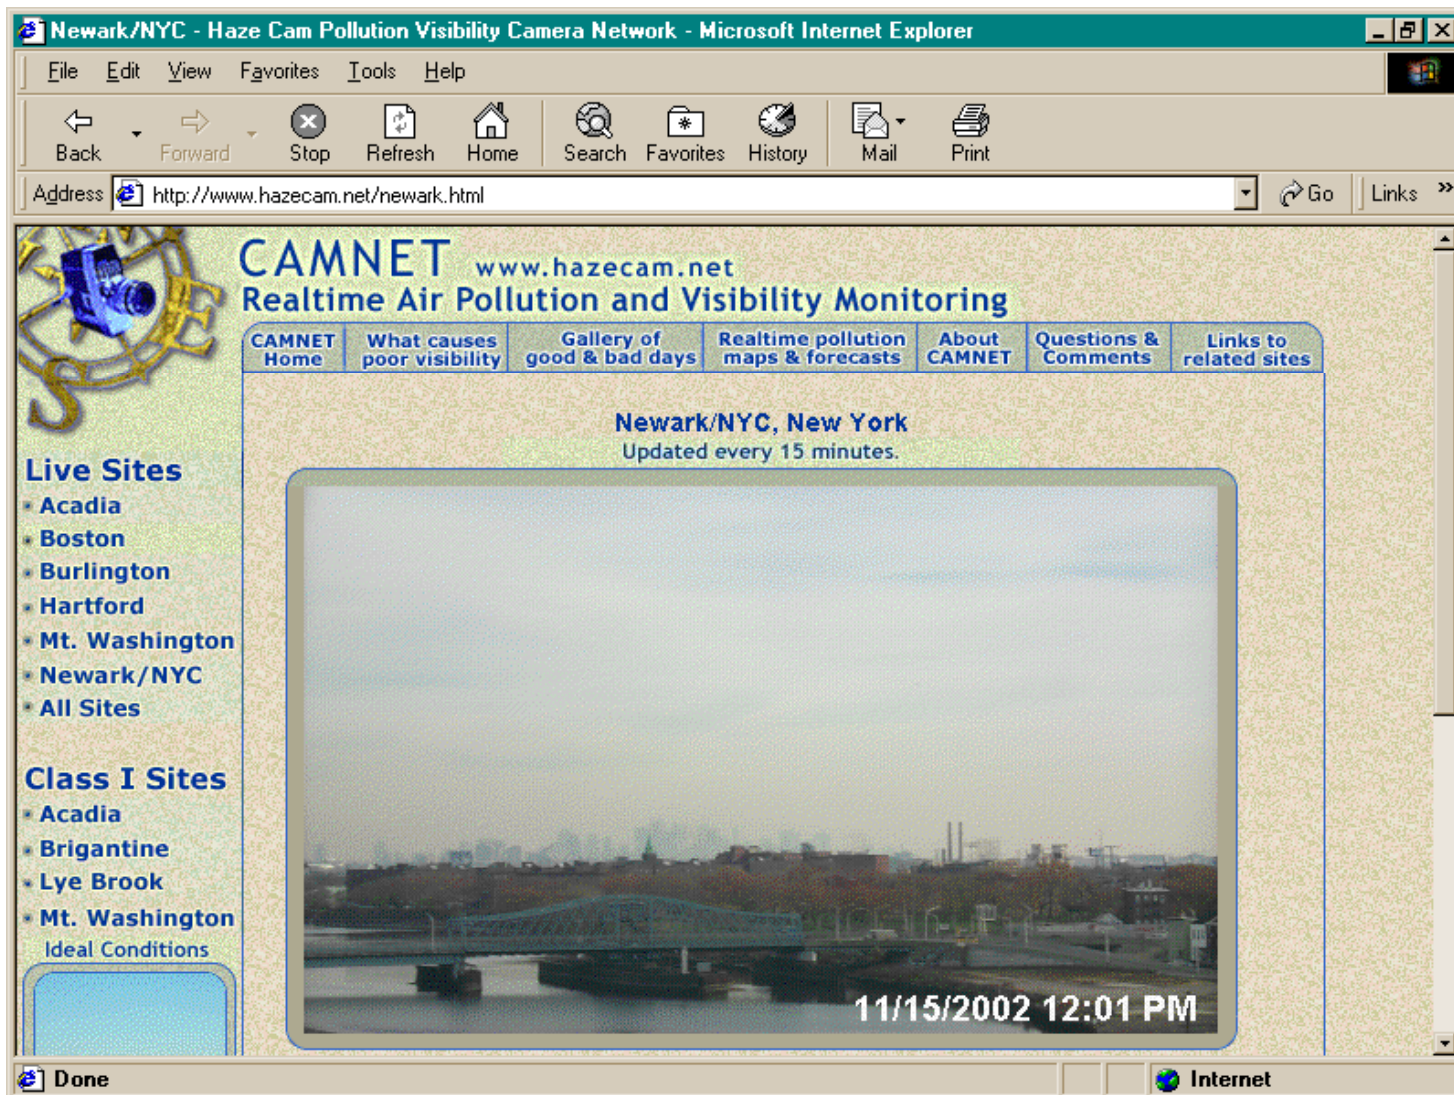 Newark/NYC - Haze Cam Pollution Visibility Camera Network - Microsoft Internet Explorer
File Edit View Favorites Tools Help
Back Forward Stop Refresh Home Search Favorites History Mail Print
Address http://www.hazecam.net/newark.html Go Links »
CAMNET www.hazecam.net
Realtime Air Pollution and Visibility Monitoring
CAMNET What causes Gallery of Realtime pollution About Questions & Links to
Home poor visibility good & bad days maps & forecasts CAMNET Comments related sites
E
S
Newark/NYC, New York
Updated every 15 minutes.
Live Sites
Acadia
Boston
Burlington
Hartford
Mt. Washington
Newark/NYC
All Sites
Class I Sites
Acadia
Brigantine
Lye Brook
Mt. Washington
Ideal Conditions
11/15/2002 12:01 PM
Done Internet